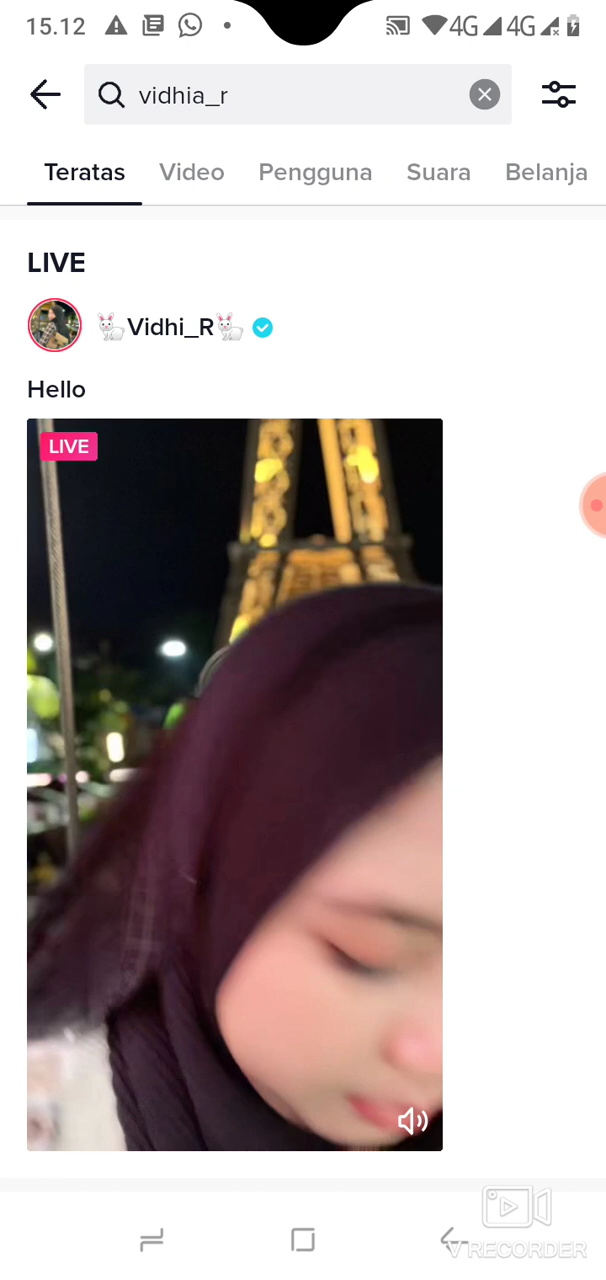 15.12
4G 4G
vidhia_r
Teratas Video Pengguna Suara Belanja
LIVE
🐇Vidhi_R🐇
Hello
LIVE
V RECORDER